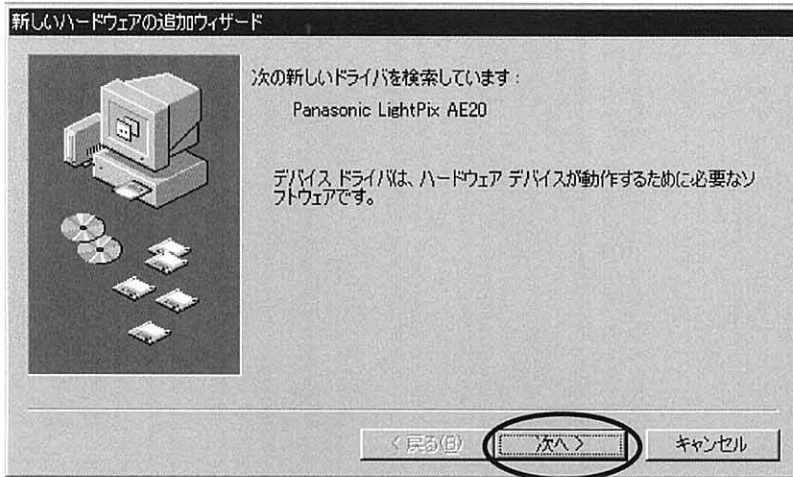 新しいハードウェアの追加ウィザード
次の新しいドライバを検索しています：
Panasonic LightPix AE20
デバイス ドライバは、ハードウェア デバイスが動作するために必要なソ
フトウェアです。
< 戻る(B)
次へ >
キャンセル